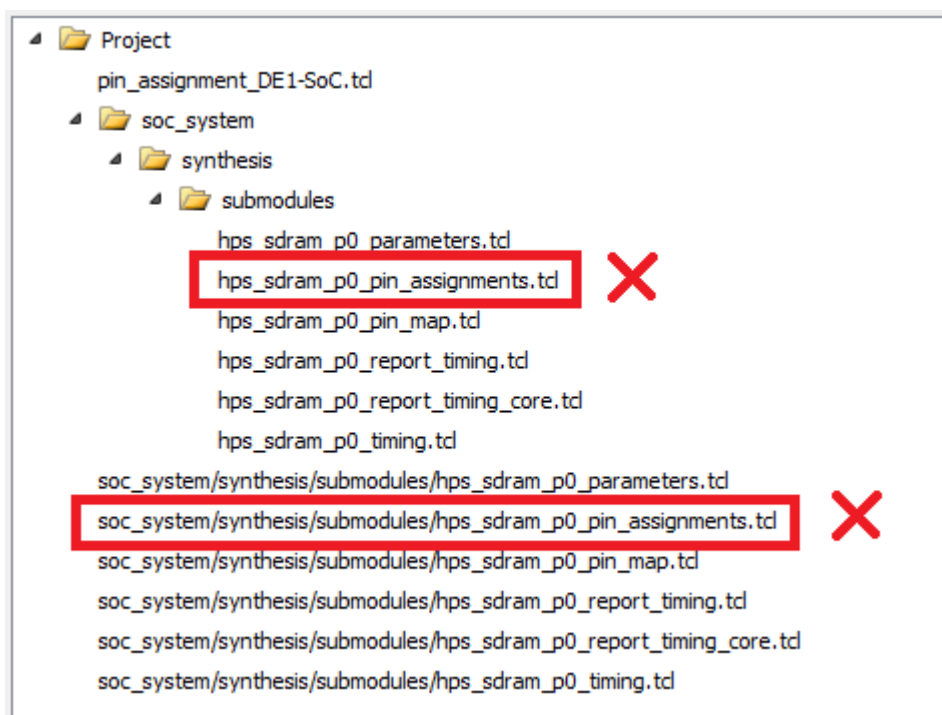 Project
pin_assignment_DE1-SoC.tcl
soc_system
synthesis
submodules
hps_sdram_p0_parameters.tcl
hps_sdram_p0_pin_assignments.tcl
hps_sdram_p0_pin_map.tcl
hps_sdram_p0_report_timing.tcl
hps_sdram_p0_report_timing_core.tcl
hps_sdram_p0_timing.tcl
soc_system/synthesis/submodules/hps_sdram_p0_parameters.tcl
soc_system/synthesis/submodules/hps_sdram_p0_pin_assignments.tcl
soc_system/synthesis/submodules/hps_sdram_p0_pin_map.tcl
soc_system/synthesis/submodules/hps_sdram_p0_report_timing.tcl
soc_system/synthesis/submodules/hps_sdram_p0_report_timing_core.tcl
soc_system/synthesis/submodules/hps_sdram_p0_timing.tcl